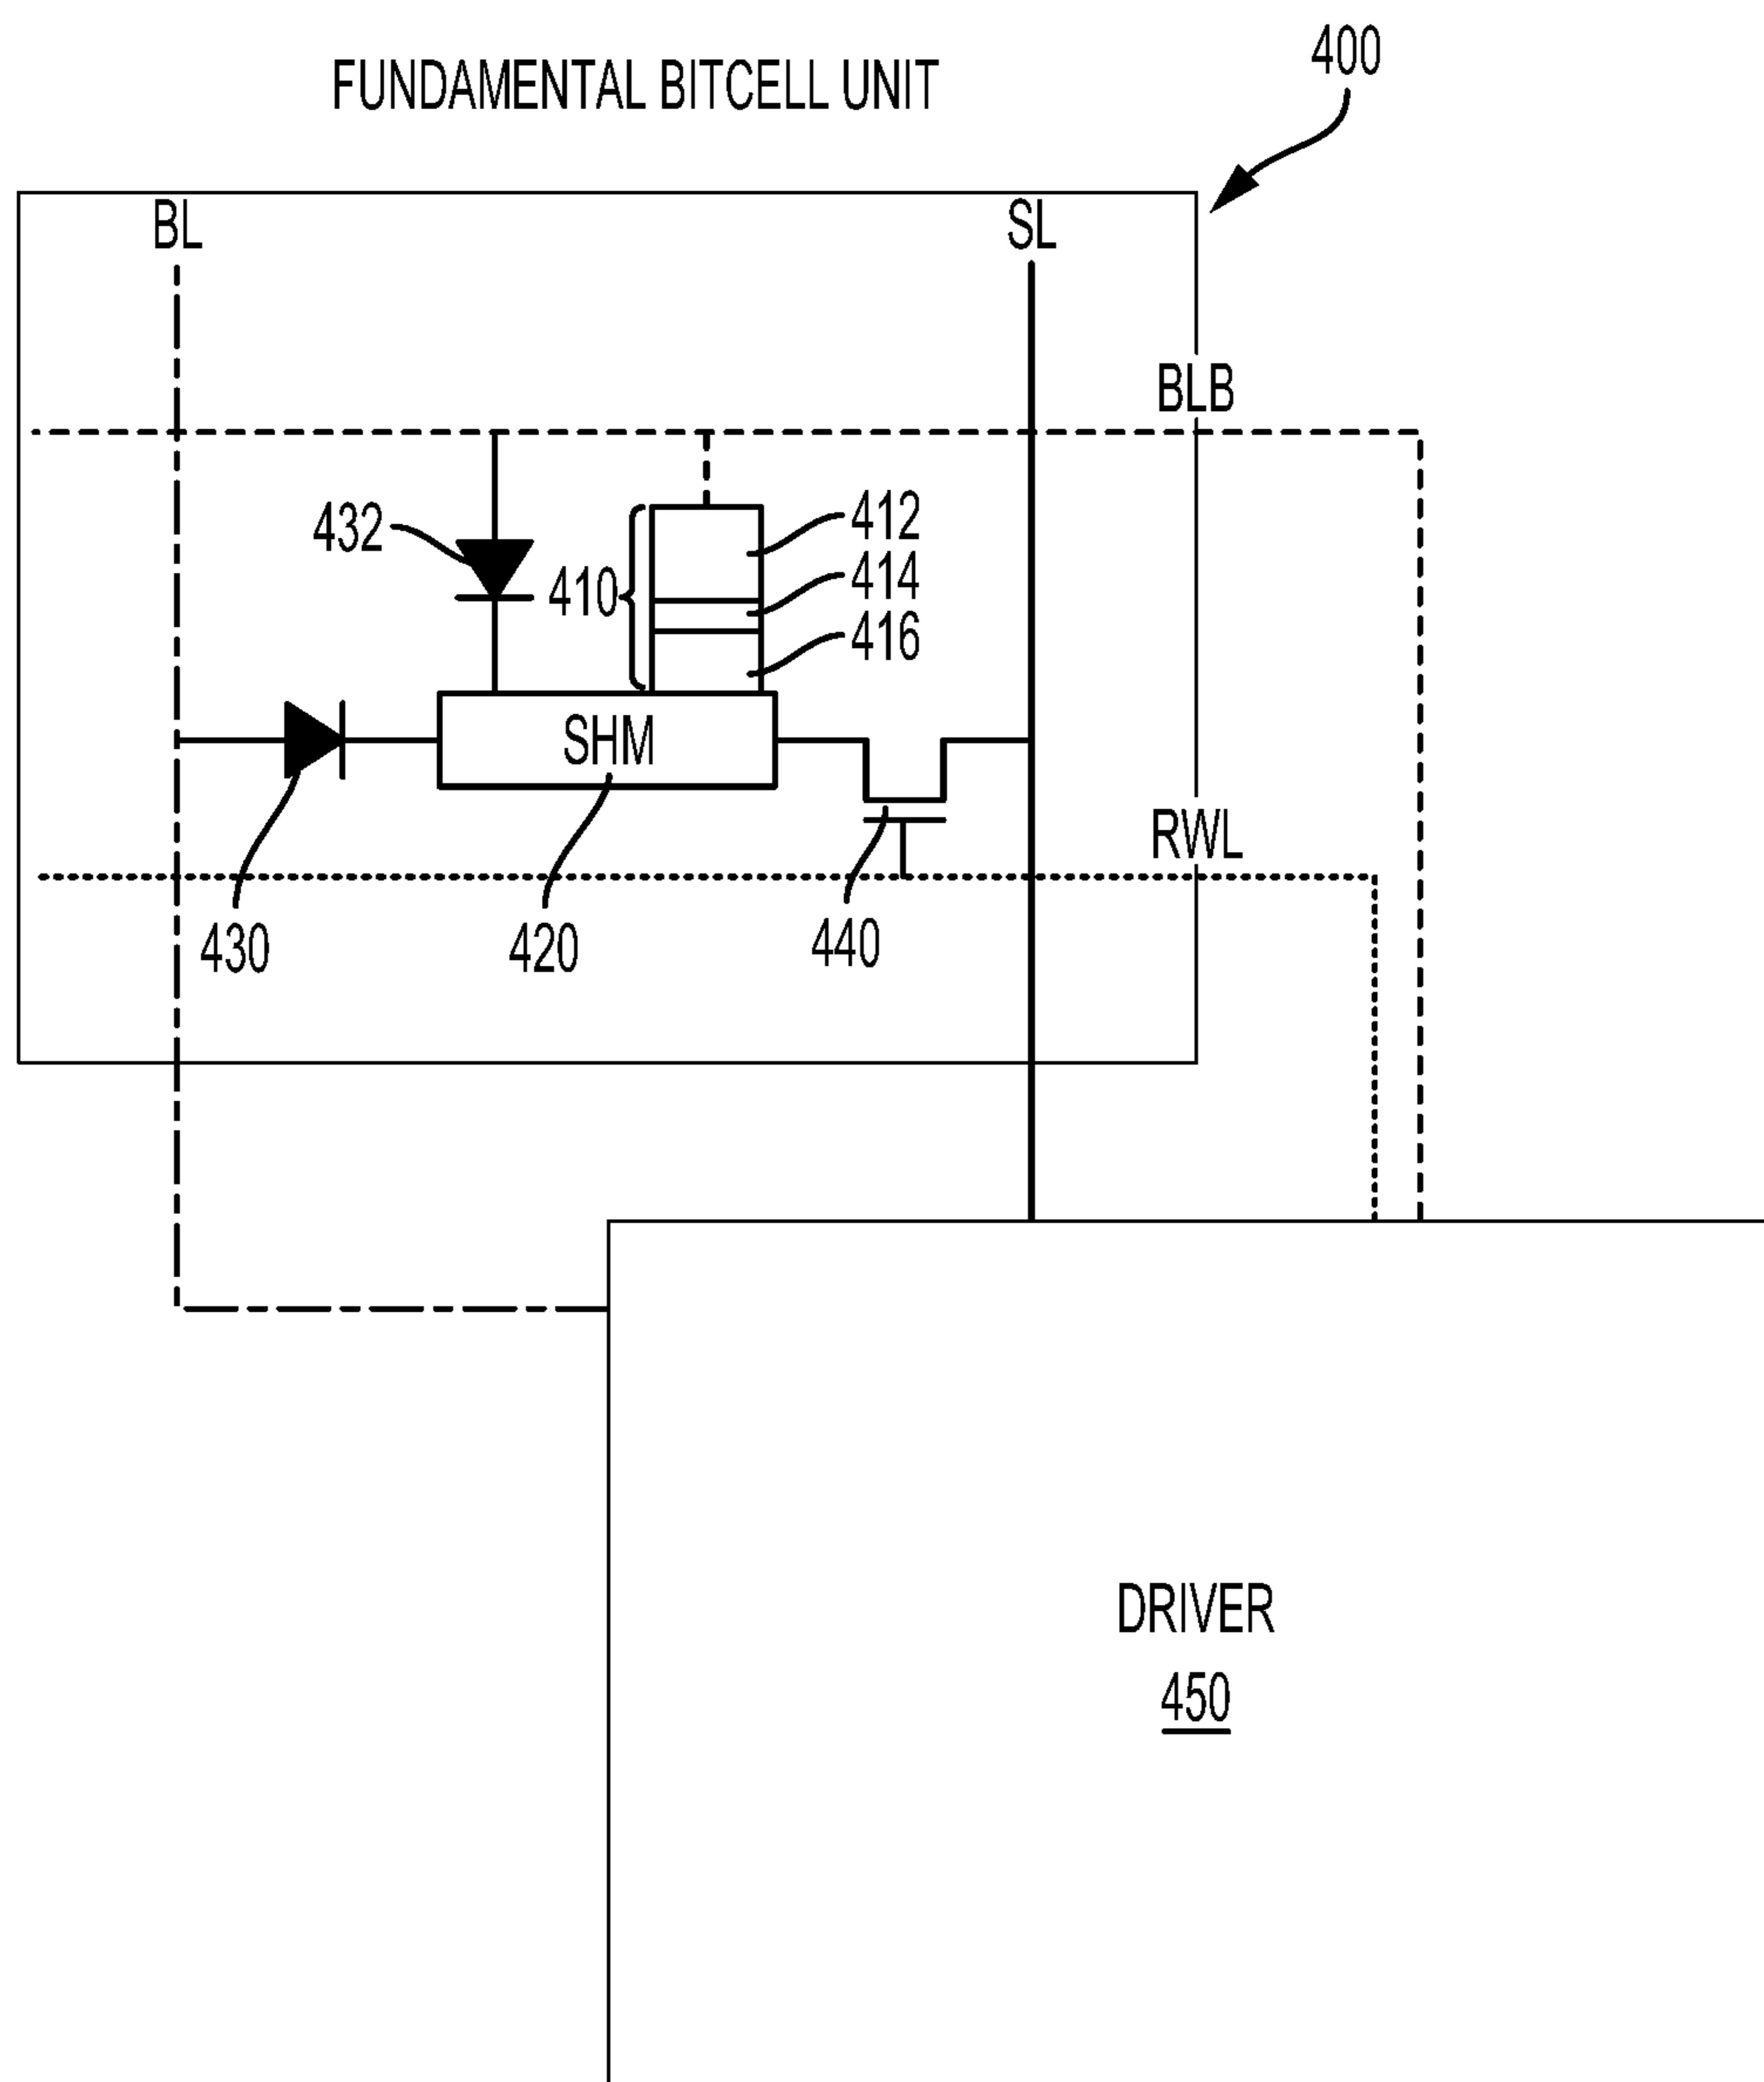 400
FUNDAMENTAL BITCELL UNIT
BL
SL
BLB
432
412
410
414
416
SHM
RWL
430
420
440
DRIVER
450